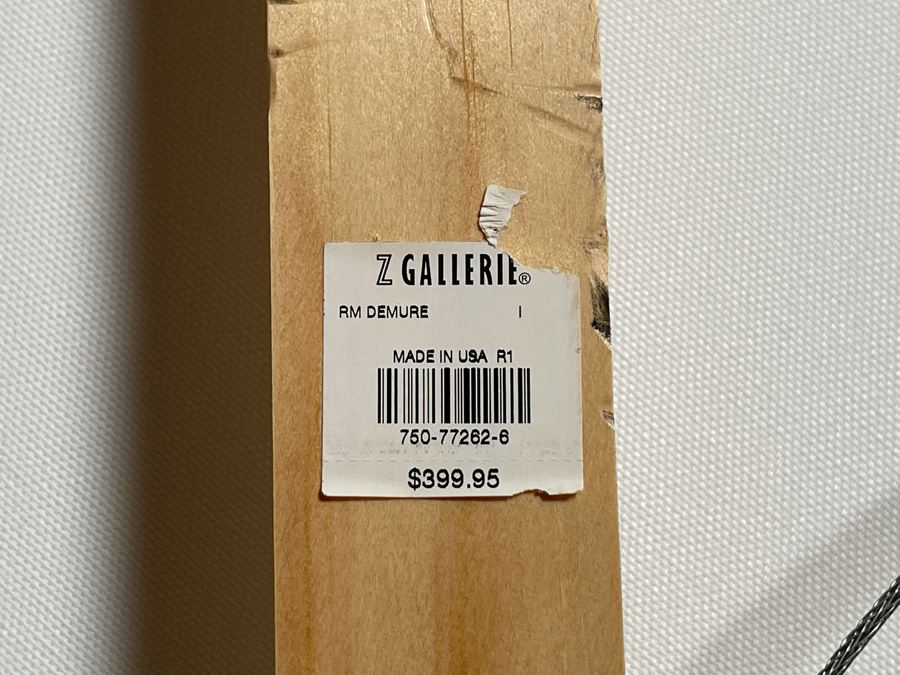 Z GALLERIE®
RM DEMURE I
MADE IN USA R1
750-77262-6
$399.95